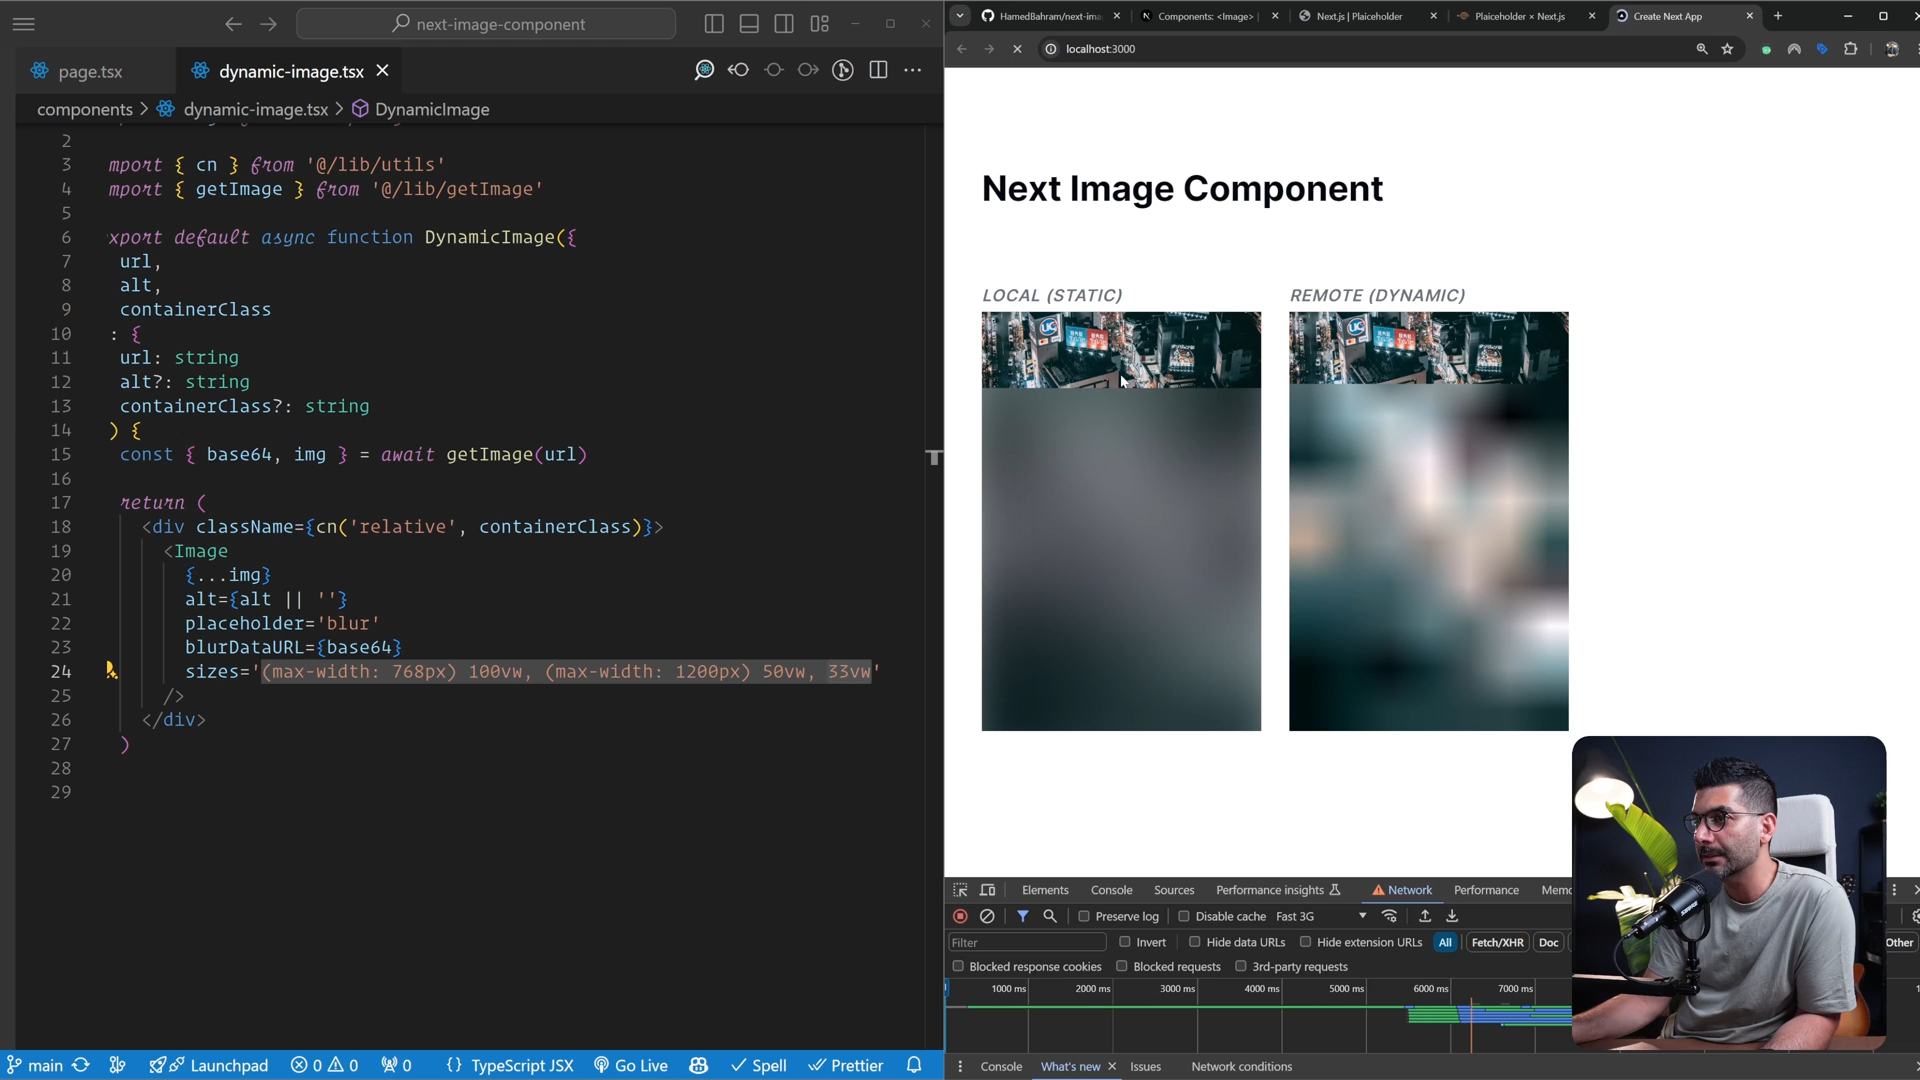 next-image-component
page.tsx
dynamic-image.tsx
components > dynamic-image.tsx > DynamicImage
2
3 mport { cn } from '@/lib/utils'
4 mport { getImage } from '@/lib/getImage'
5
6 xport default async function DynamicImage({
7 url,
8 alt,
9 containerClass
10 : {
11 url: string
12 alt?: string
13 containerClass?: string
14 ) {
15 const { base64, img } = await getImage(url)
16
17 return (
18 <div className={cn('relative', containerClass)}>
19 <Image
20 {...img}
21 alt={alt || ''}
22 placeholder='blur'
23 blurDataURL={base64}
24 sizes='(max-width: 768px) 100vw, (max-width: 1200px) 50vw, 33vw'
25 />
26 </div>
27 )
28
29
main
Launchpad
0 0
0
{ } TypeScript JSX
Go Live
Spell
Prettier
HamedBahram/next-ima
Components: <Image> |
Next.js | Plaiceholder
Plaiceholder × Next.js
Create Next App
localhost:3000
Next Image Component
LOCAL (STATIC)
REMOTE (DYNAMIC)
Elements Console Sources Performance insights Network Performance Memo
Preserve log Disable cache Fast 3G
Filter Invert Hide data URLs Hide extension URLs All Fetch/XHR Doc Other
Blocked response cookies Blocked requests 3rd-party requests
1000 ms 2000 ms 3000 ms 4000 ms 5000 ms 6000 ms 7000 ms
Console What's new Issues Network conditions